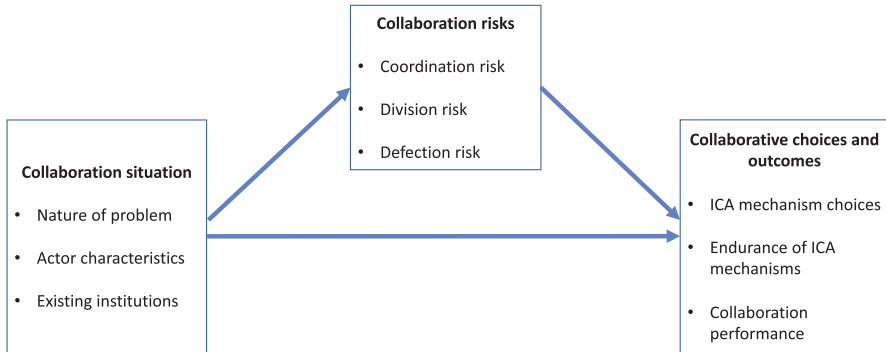 Collaboration risks
• Coordination risk
• Division risk
• Defection risk
Collaboration situation
• Nature of problem
• Actor characteristics
• Existing institutions
Collaborative choices and
outcomes
• ICA mechanism choices
• Endurance of ICA
mechanisms
• Collaboration
performance